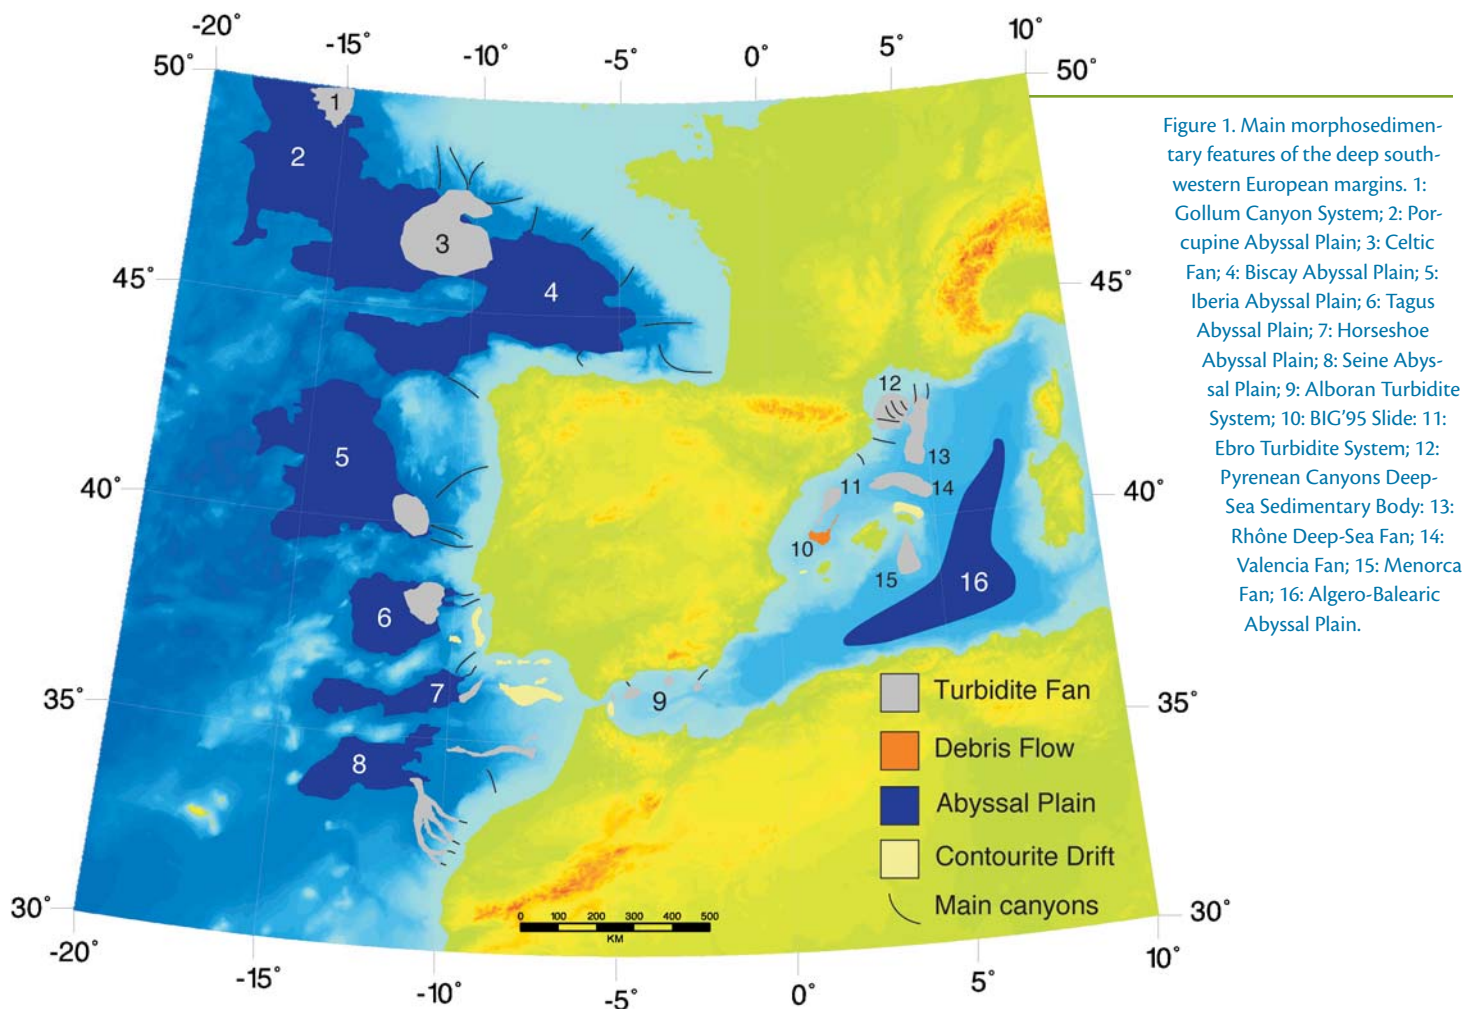 -20° -15° -10° -5° 0° 5° 10°
50° 50°
45° 45°
40° 40°
35° 35°
30° 30°
-20° -15° -10° -5° 0° 5° 10°
1
2
3
4
5
6
7
8
9
10
11
12
13
14
15
16
Turbidite Fan
Debris Flow
Abyssal Plain
Contourite Drift
Main canyons
0 100 200 300 400 500
KM
Figure 1. Main morphosedimen-
tary features of the deep south-
western European margins. 1:
Gollum Canyon System; 2: Por-
cupine Abyssal Plain; 3: Celtic
Fan; 4: Biscay Abyssal Plain; 5:
Iberia Abyssal Plain; 6: Tagus
Abyssal Plain; 7: Horseshoe
Abyssal Plain; 8: Seine Abys-
sal Plain; 9: Alboran Turbidite
System; 10: BIG’95 Slide: 11:
Ebro Turbidite System; 12:
Pyrenean Canyons Deep-
Sea Sedimentary Body: 13:
Rhône Deep-Sea Fan; 14:
Valencia Fan; 15: Menorca
Fan; 16: Algero-Balearic
Abyssal Plain.